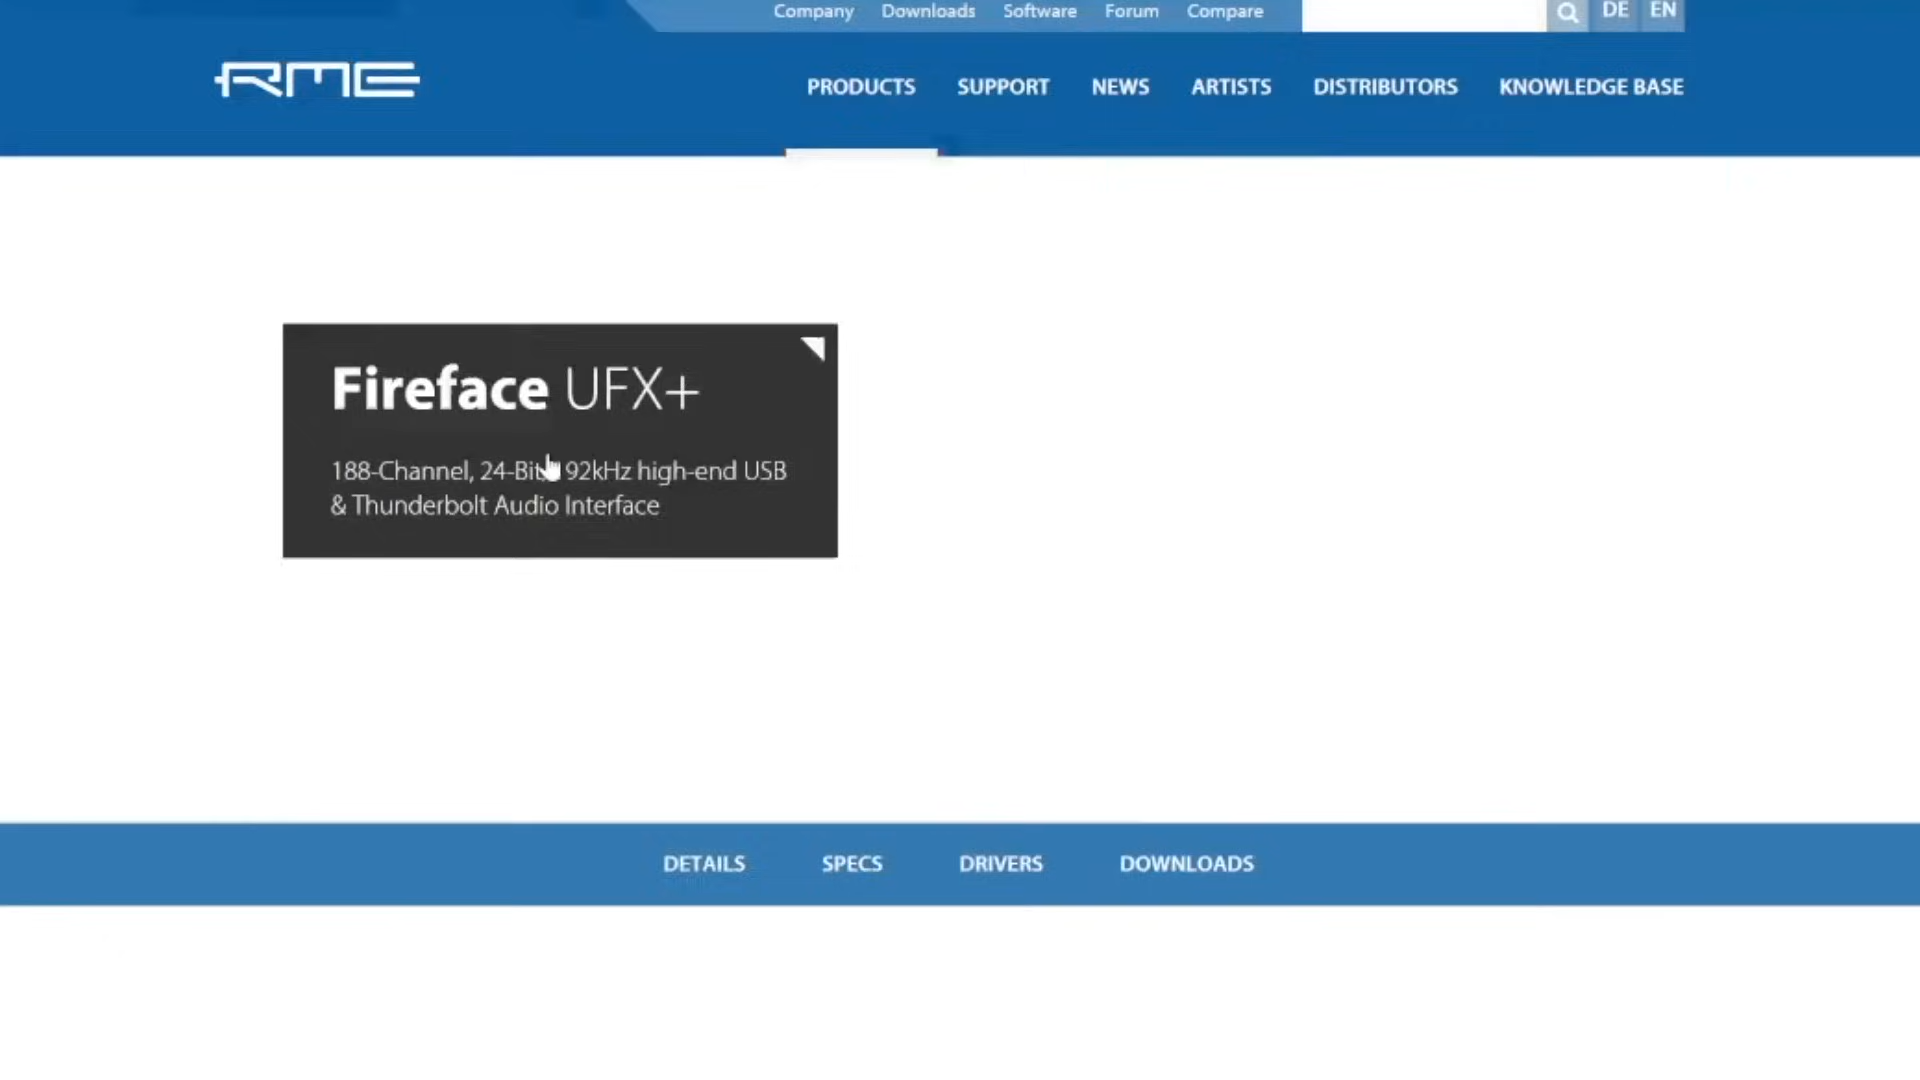 Company Downloads Software Forum Compare DE EN
RME PRODUCTS SUPPORT NEWS ARTISTS DISTRIBUTORS KNOWLEDGE BASE
Fireface UFX+
188-Channel, 24-Bit 92kHz high-end USB
& Thunderbolt Audio Interface
DETAILS SPECS DRIVERS DOWNLOADS